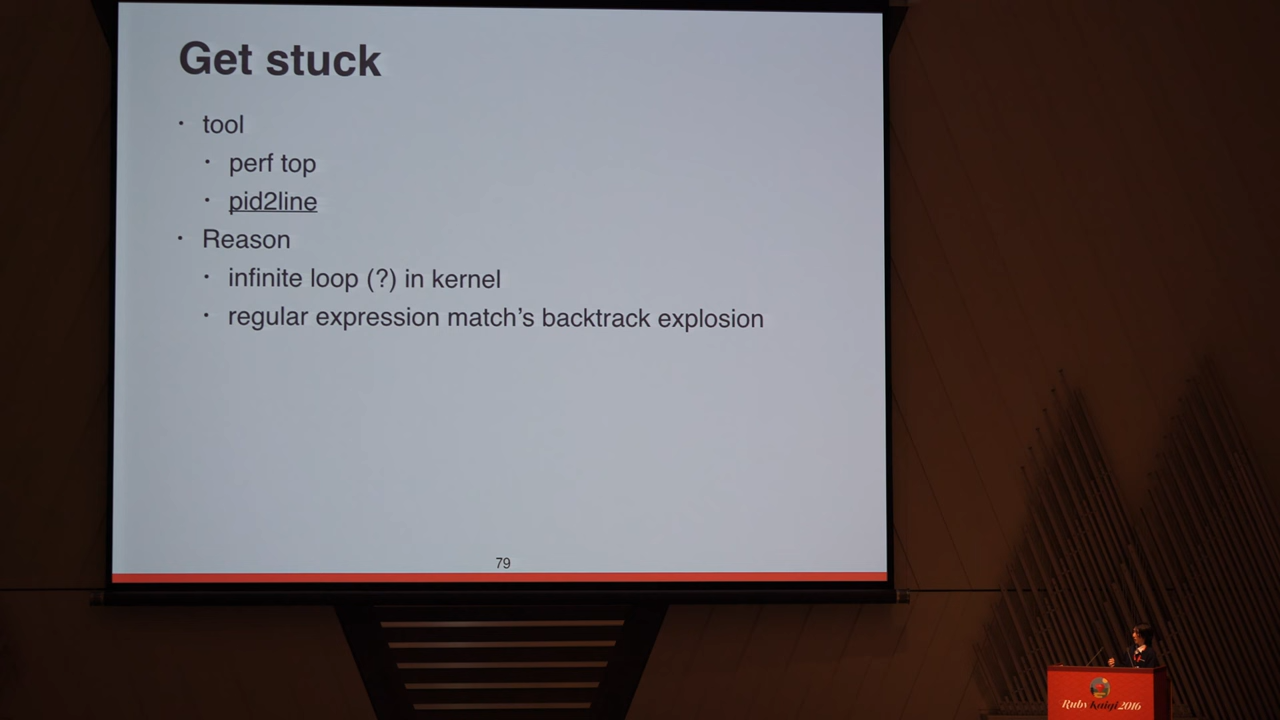 Get stuck
· tool
· perf top
· pid2line
· Reason
· infinite loop (?) in kernel
· regular expression match’s backtrack explosion
79
RubyKaigi 2016